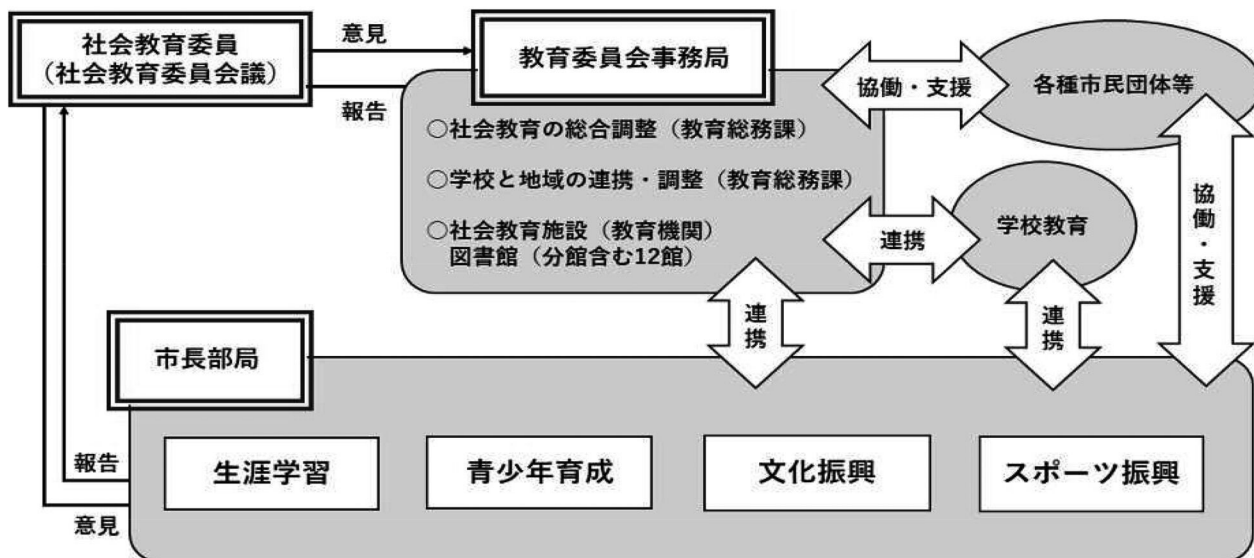 社会教育委員
（社会教育委員会議）
意見
報告
教育委員会事務局
○社会教育の総合調整（教育総務課）
○学校と地域の連携・調整（教育総務課）
○社会教育施設（教育機関）
図書館（分館含む12館）
協働・支援
各種市民団体等
連携
学校教育
協働・支援
連携
連携
市長部局
報告
意見
生涯学習
青少年育成
文化振興
スポーツ振興